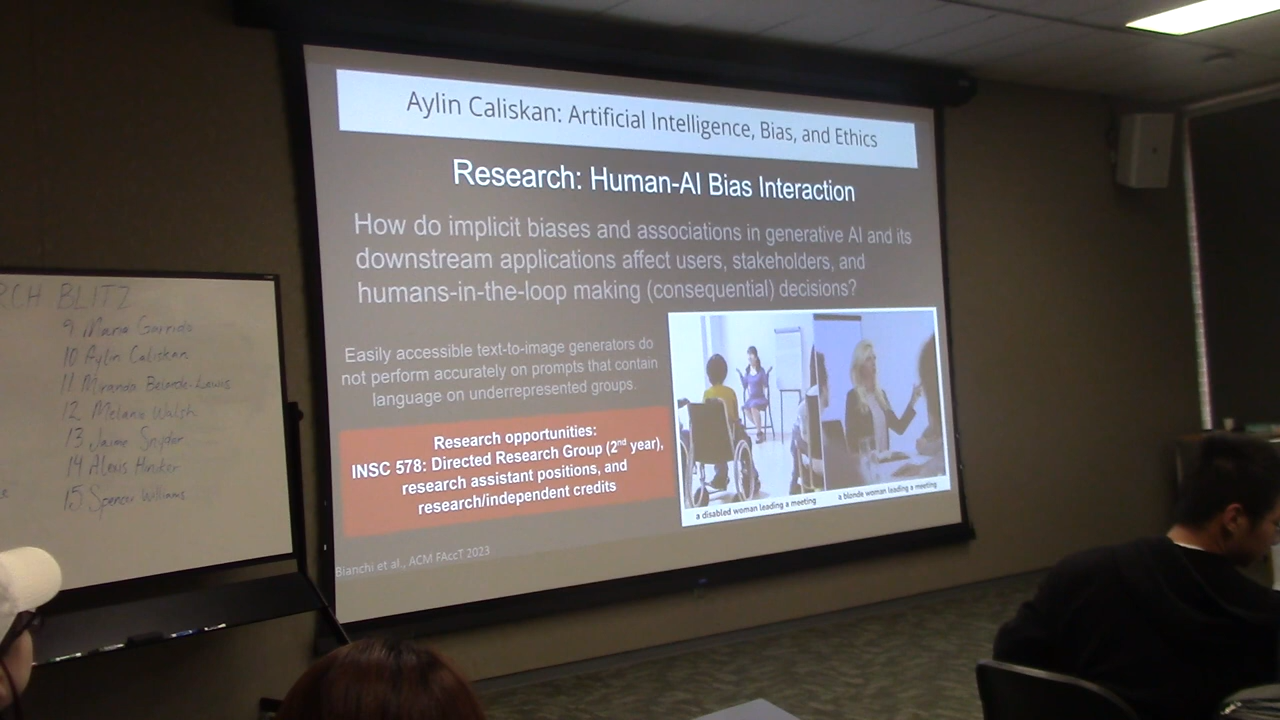 Aylin Caliskan: Artificial Intelligence, Bias, and Ethics
Research: Human-AI Bias Interaction
How do implicit biases and associations in generative AI and its
downstream applications affect users, stakeholders, and
humans-in-the-loop making (consequential) decisions?
Easily accessible text-to-image generators do
not perform accurately on prompts that contain
language on underrepresented groups.
Research opportunities:
INSC 578: Directed Research Group (2nd year),
research assistant positions, and
research/independent credits
a disabled woman leading a meeting
a blonde woman leading a meeting
Bianchi et al., ACM FAccT 2023
RCH BLITZ
9 Maria Garrido
10 Aylin Caliskan
11 Miranda Belarde-Lewis
12 Melanie Walsh
13 Jaime Snyder
14 Alexis Hiniker
15 Spencer Williams